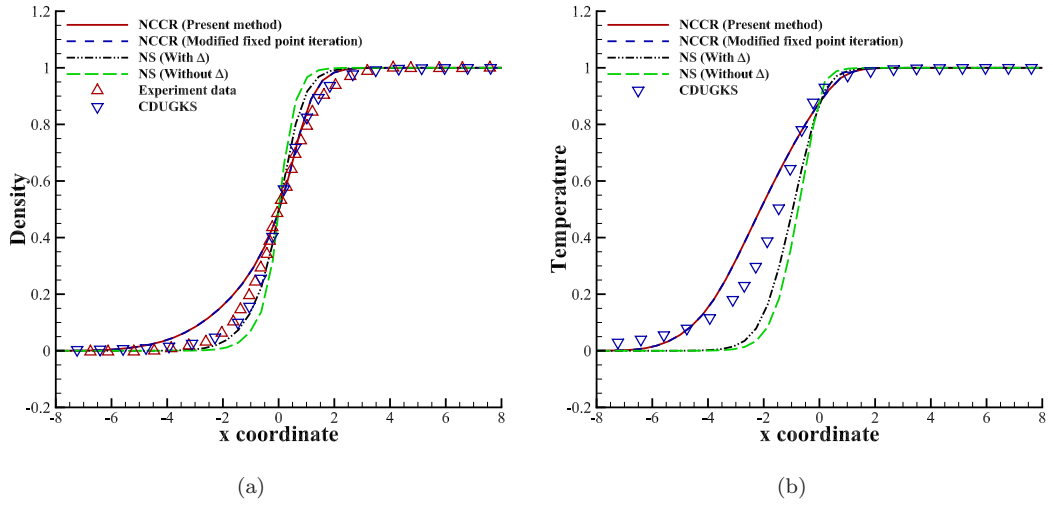 NCCR (Present method)
NCCR (Modified fixed point iteration)
NS (With Δ)
NS (Without Δ)
Experiment data
CDUGKS
Density
1.2
1
0.8
0.6
0.4
0.2
0
-0.2
-8
-6
-4
-2
0
2
4
6
8
x coordinate
(a)
NCCR (Present method)
NCCR (Modified fixed point iteration)
NS (With Δ)
NS (Without Δ)
CDUGKS
Temperature
1.2
1
0.8
0.6
0.4
0.2
0
-0.2
-8
-6
-4
-2
0
2
4
6
8
x coordinate
(b)